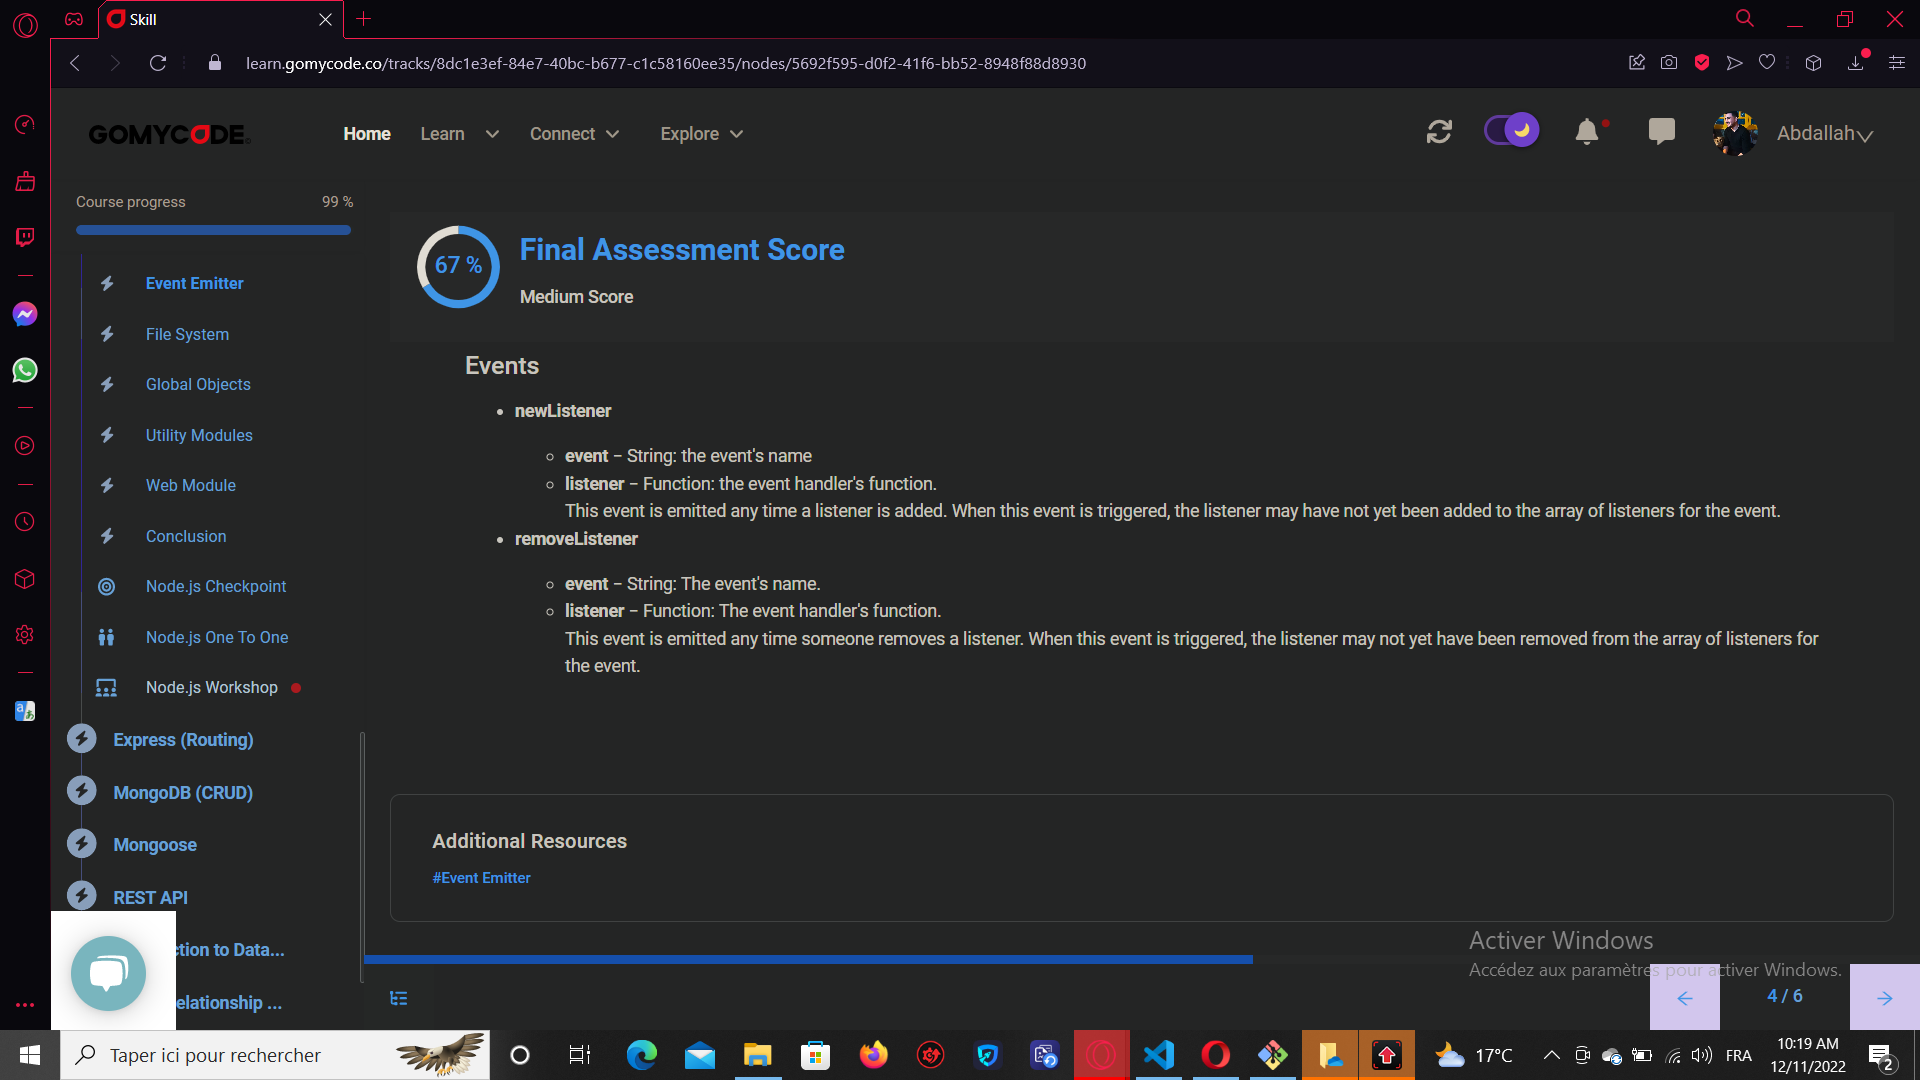 Skill
learn.gomycode.co/tracks/8dc1e3ef-84e7-40bc-b677-c1c58160ee35/nodes/5692f595-d0f2-41f6-bb52-8948f88d8930
GOMYCODE
Home
Learn
Connect
Explore
Abdallah
Course progress
99 %
Event Emitter
File System
Global Objects
Utility Modules
Web Module
Conclusion
Node.js Checkpoint
Node.js One To One
Node.js Workshop
Express (Routing)
MongoDB (CRUD)
Mongoose
REST API
ction to Data...
elationship ...
67 %
Final Assessment Score
Medium Score
Events
• newListener
◦ event – String: the event's name
◦ listener – Function: the event handler's function.
This event is emitted any time a listener is added. When this event is triggered, the listener may have not yet been added to the array of listeners for the event.
• removeListener
◦ event – String: The event's name.
◦ listener – Function: The event handler's function.
This event is emitted any time someone removes a listener. When this event is triggered, the listener may not yet have been removed from the array of listeners for
the event.
Additional Resources
#Event Emitter
Activer Windows
Accédez aux paramètres pour activer Windows.
4 / 6
Taper ici pour rechercher
17°C
FRA
10:19 AM
12/11/2022
2